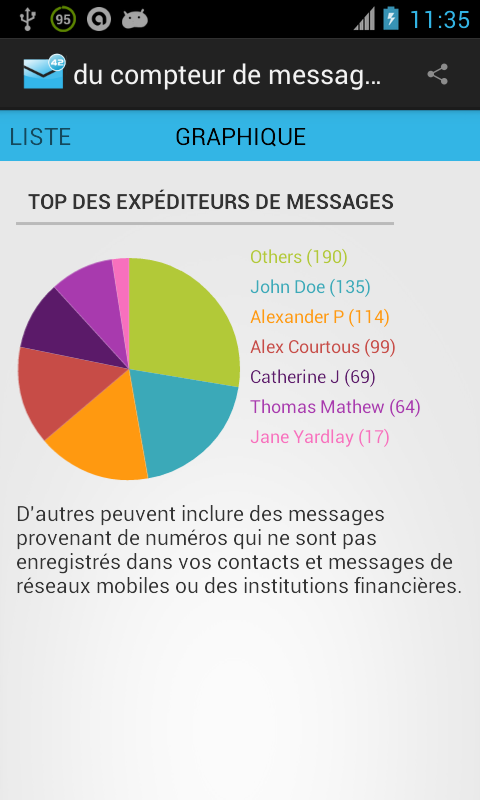 95
11:35
42
du compteur de messag...
LISTE
GRAPHIQUE
TOP DES EXPÉDITEURS DE MESSAGES
Others (190)
John Doe (135)
Alexander P (114)
Alex Courtous (99)
Catherine J (69)
Thomas Mathew (64)
Jane Yardlay (17)
D'autres peuvent inclure des messages
provenant de numéros qui ne sont pas
enregistrés dans vos contacts et messages de
réseaux mobiles ou des institutions financières.